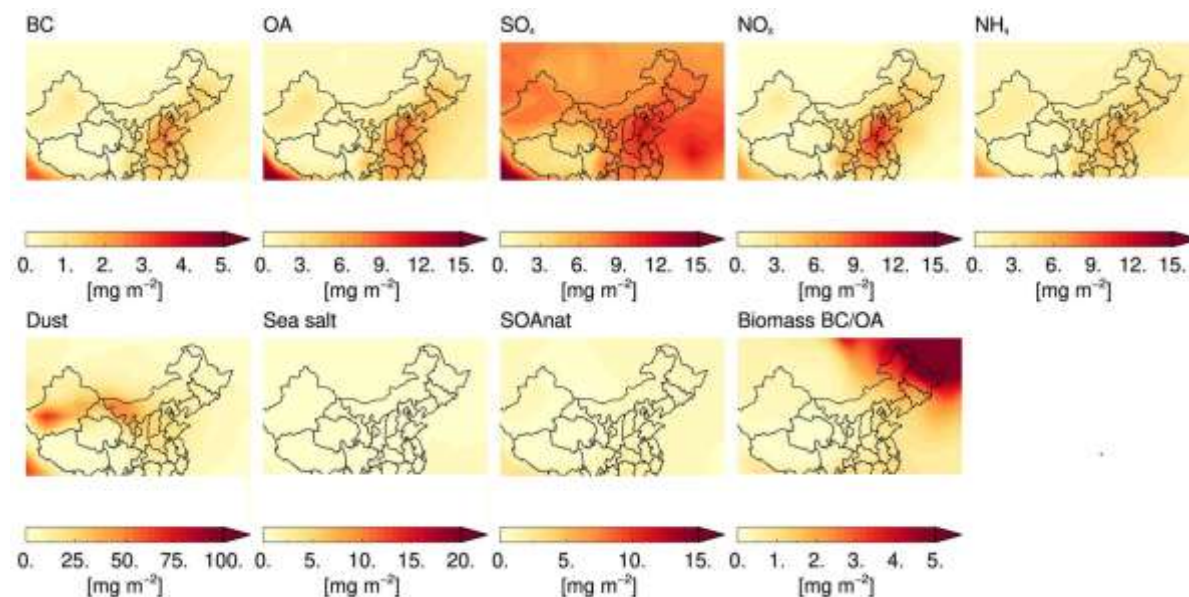 BC OA SO₄ NO₃ NH₄
0. 1. 2. 3. 4. 5. 0. 3. 6. 9. 12. 15. 0. 3. 6. 9. 12. 15. 0. 3. 6. 9. 12. 15. 0. 3. 6. 9. 12. 15.
[mg m⁻²] [mg m⁻²] [mg m⁻²] [mg m⁻²] [mg m⁻²]
Dust Sea salt SOAnat Biomass BC/OA
0. 25. 50. 75. 100. 0. 5. 10. 15. 20. 0. 5. 10. 15. 0. 1. 2. 3. 4. 5.
[mg m⁻²] [mg m⁻²] [mg m⁻²] [mg m⁻²]